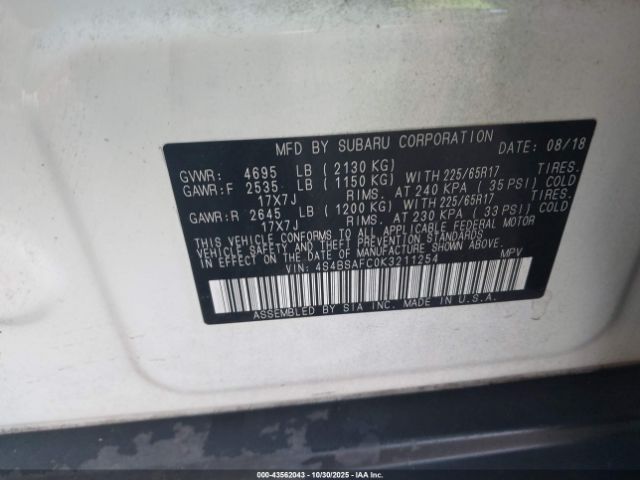 MFD BY SUBARU CORPORATION DATE: 08/18
GVWR: 4695 LB (2130 KG)
GAWR:F 2535 LB (1150 KG) WITH 225/65R17 TIRES.
17X7J RIMS. AT 240 KPA (35 PSI) COLD
GAWR:R 2645 LB (1200 KG) WITH 225/65R17 TIRES.
17X7J RIMS. AT 230 KPA (33 PSI) COLD
THIS VEHICLE CONFORMS TO ALL APPLICABLE FEDERAL MOTOR
VEHICLE SAFETY AND BUMPER AND THEFT PREVENTION STANDARDS
IN EFFECT ON THE DATE OF MANUFACTURE SHOWN ABOVE.
VIN: 4S4BSAFC0K3211254 MPV
ASSEMBLED BY SIA INC. MADE IN U.S.A.
000-43562043 - 10/30/2025 - IAA Inc.